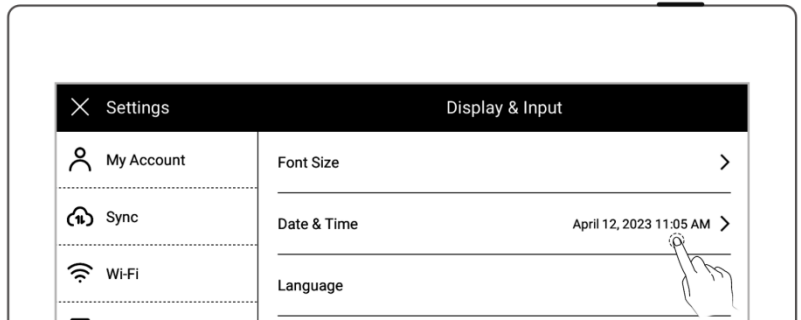 Settings
Display & Input
My Account
Sync
Wi-Fi
Font Size
Date & Time April 12, 2023 11:05 AM
Language